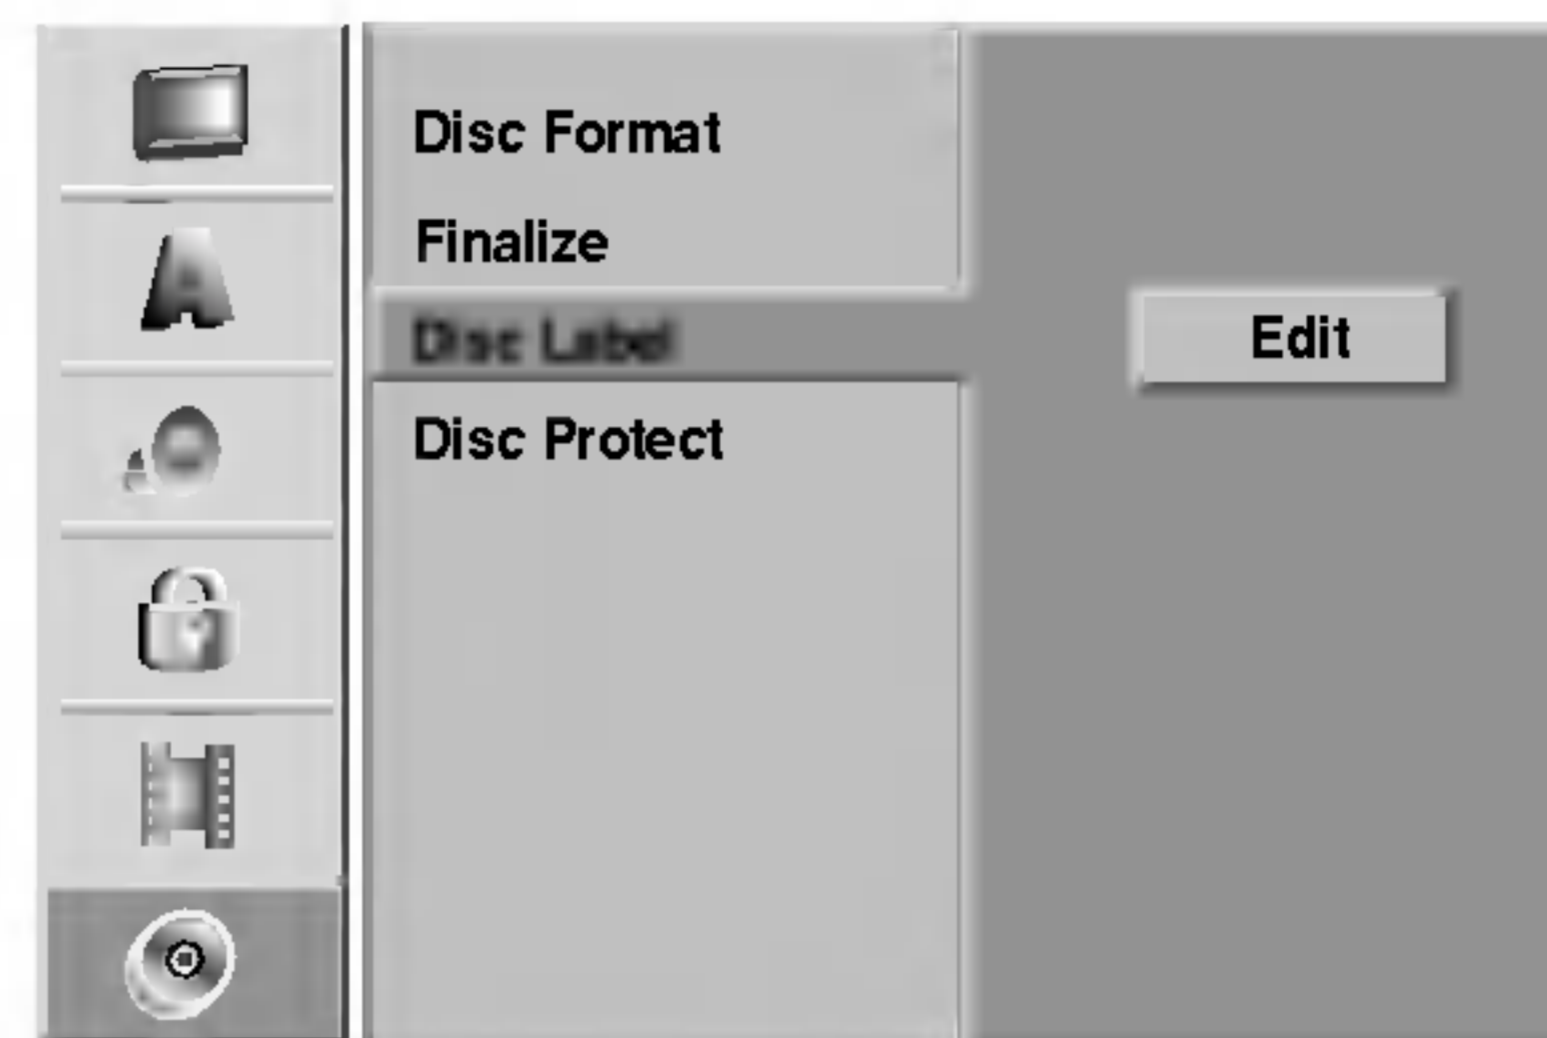 Disc Format
Finalize
Disc Label
Edit
Disc Protect